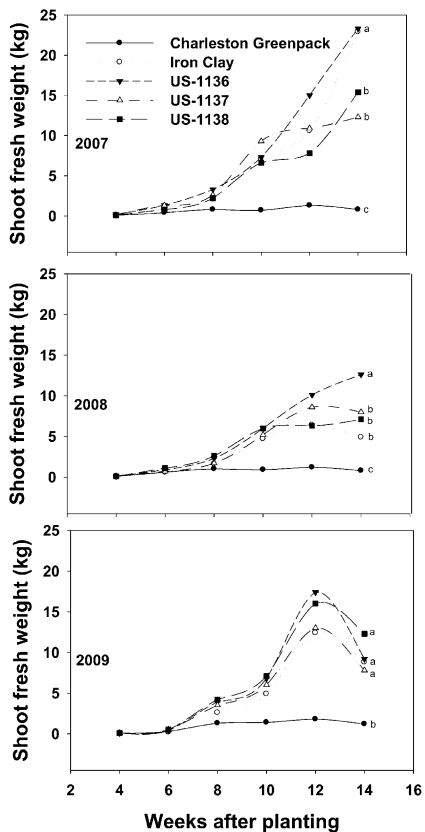 Shoot fresh weight (kg)
25
20
15
10
5
0
Charleston Greenpack
Iron Clay
US-1136
US-1137
US-1138
2007
a
b
b
c
Shoot fresh weight (kg)
25
20
15
10
5
0
2008
a
b
b
c
Shoot fresh weight (kg)
25
20
15
10
5
0
2009
a
a
a
b
2
4
6
8
10
12
14
16
Weeks after planting